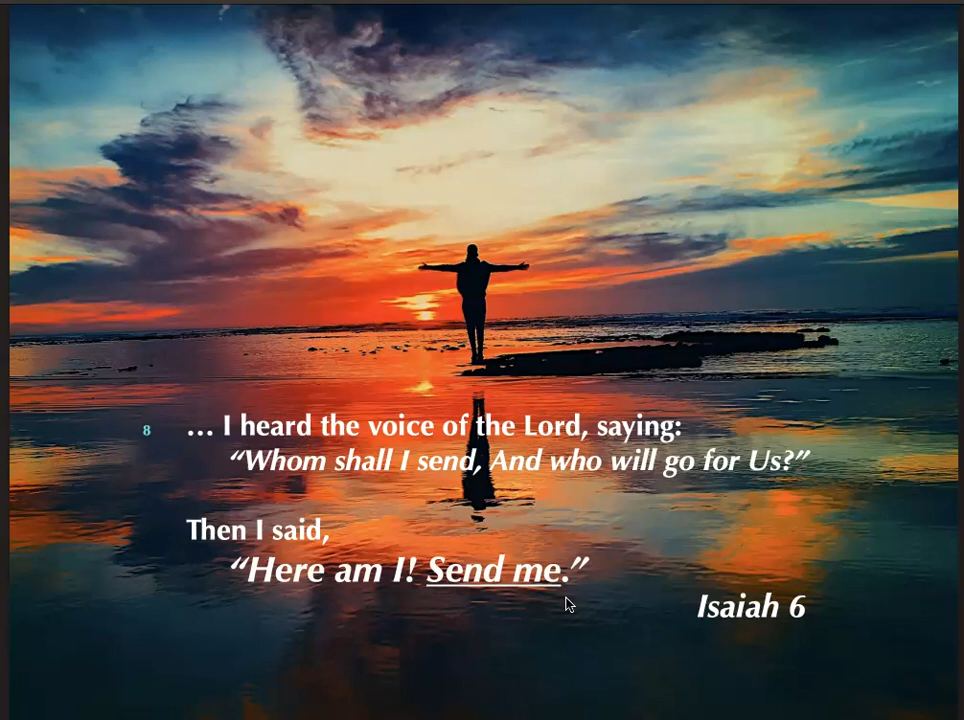 8 … I heard the voice of the Lord, saying:
“Whom shall I send, And who will go for Us?”
Then I said,
“Here am I! Send me.”
Isaiah 6